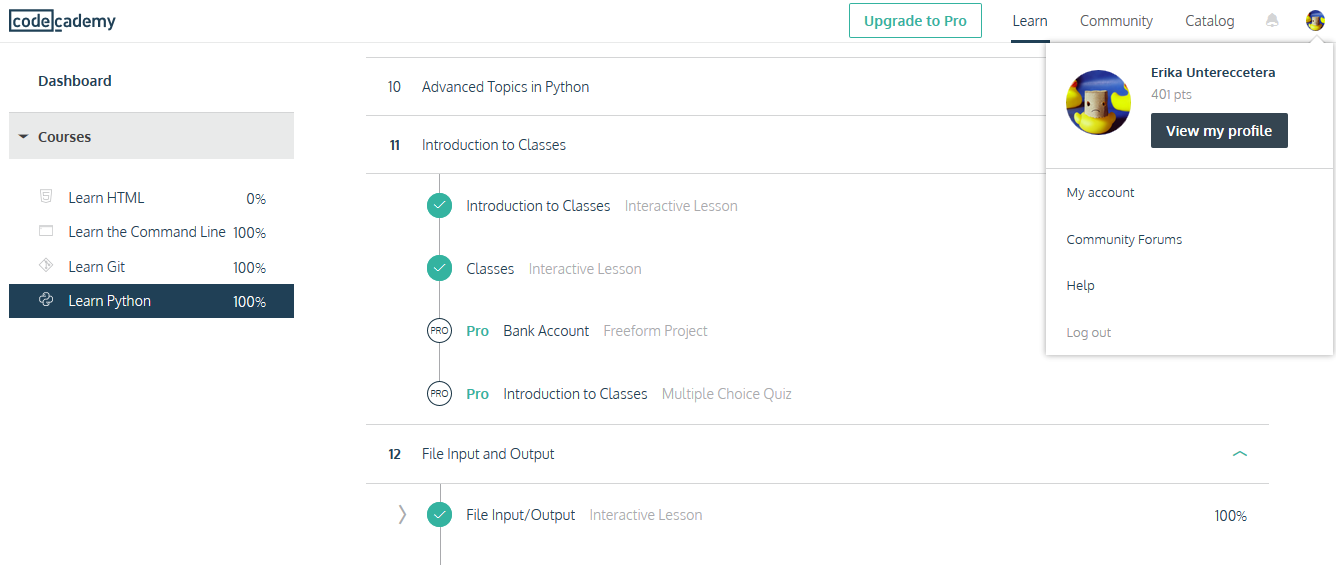 codecademy
Upgrade to Pro Learn Community Catalog
Dashboard
Courses
Learn HTML 0%
Learn the Command Line 100%
Learn Git 100%
Learn Python 100%
10 Advanced Topics in Python
11 Introduction to Classes
Introduction to Classes Interactive Lesson
Classes Interactive Lesson
PRO Pro Bank Account Freeform Project
PRO Pro Introduction to Classes Multiple Choice Quiz
12 File Input and Output
File Input/Output Interactive Lesson 100%
Erika Untereccetera
401 pts
View my profile
My account
Community Forums
Help
Log out